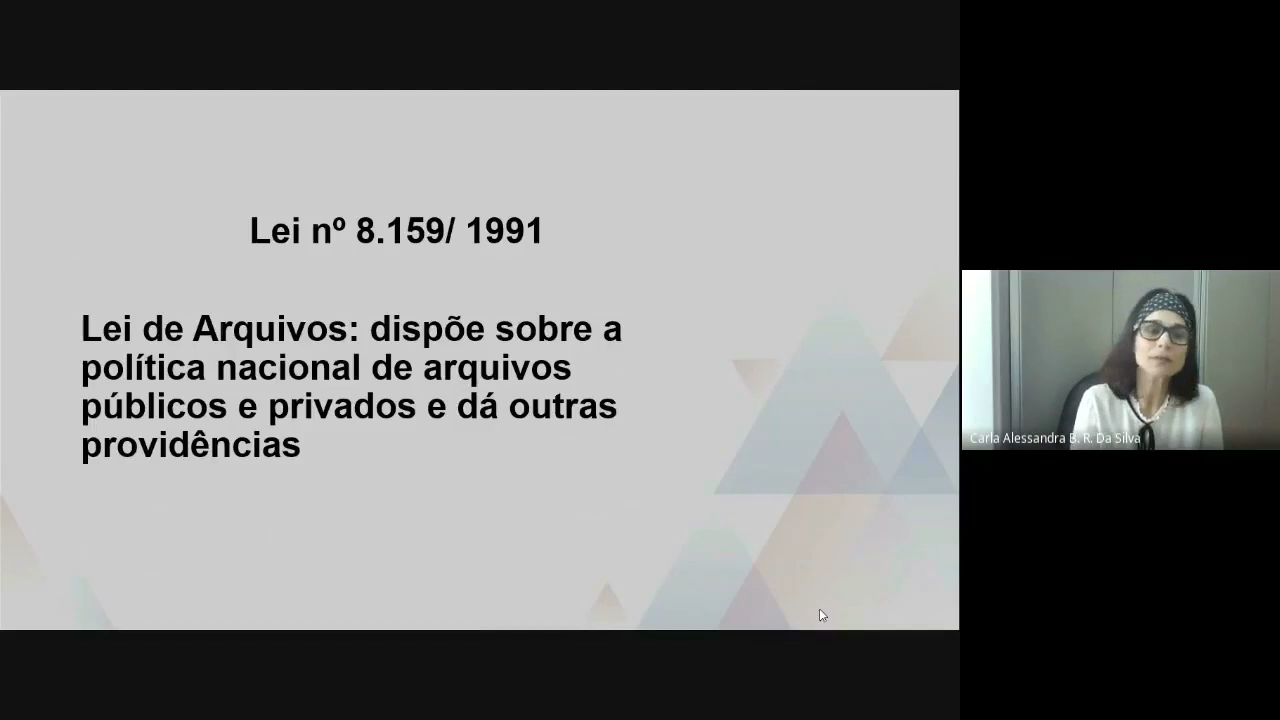 Lei nº 8.159/ 1991
Lei de Arquivos: dispõe sobre a
política nacional de arquivos
públicos e privados e dá outras
providências
Carla Alessandra B. R. Da Silva